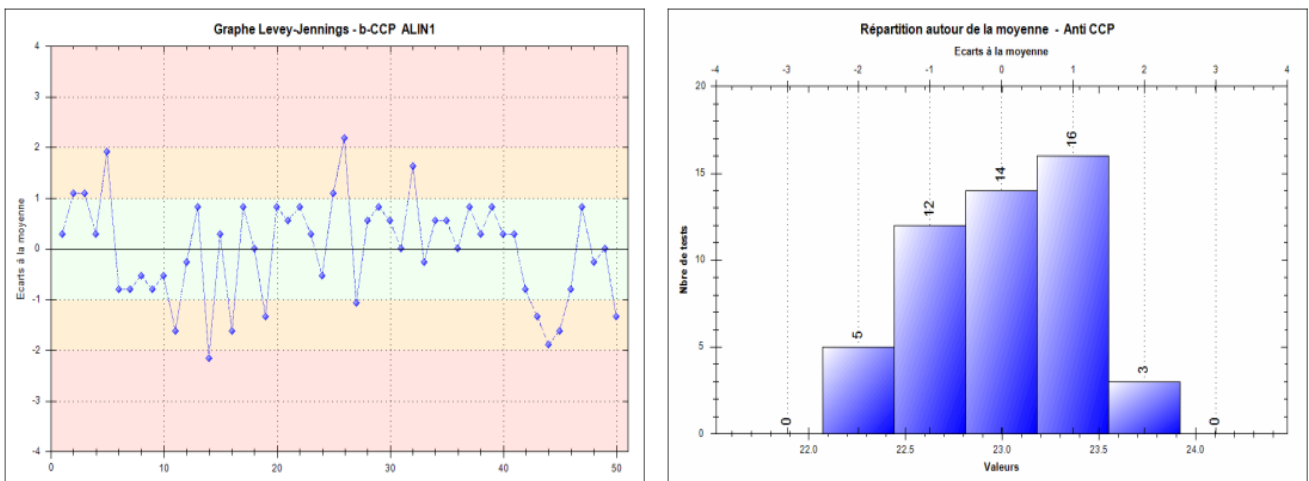 Graphe Levey-Jennings - b-CCP ALIN1
4
3
2
1
0
-1
-2
-3
-4
Ecarts à la moyenne
0 10 20 30 40 50
Répartition autour de la moyenne - Anti CCP
Ecarts à la moyenne
-4 -3 -2 -1 0 1 2 3 4
20
15
10
5
0
Nbre de tests
0 5 12 14 16 3 0
22.0 22.5 23.0 23.5 24.0
Valeurs